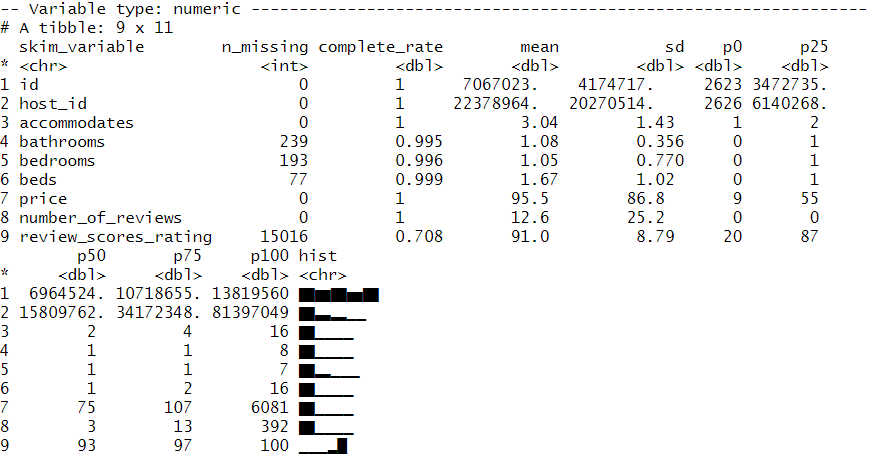 -- Variable type: numeric --------------------------------------------------------------
# A tibble: 9 x 11
  skim_variable       n_missing complete_rate       mean         sd    p0      p25
* <chr>                   <int>         <dbl>      <dbl>      <dbl> <dbl>    <dbl>
1 id                          0         1      7067023.   4174717.   2623 3472735.
2 host_id                     0         1     22378964.  20270514.   2626 6140268.
3 accommodates                0         1           3.04       1.43     1        2
4 bathrooms                 239         0.995       1.08       0.356    0        1
5 bedrooms                  193         0.996       1.05       0.770    0        1
6 beds                       77         0.999       1.67       1.02     0        1
7 price                       0         1          95.5       86.8      9       55
8 number_of_reviews           0         1          12.6       25.2      0        0
9 review_scores_rating    15016         0.708      91.0        8.79    20       87
        p50       p75     p100 hist
*     <dbl>     <dbl>    <dbl> <chr>
1  6964524. 10718655. 13819560 ▇▆▇▆▇
2 15809762. 34172348. 81397049 ▇▃▂▁▁
3        2         4        16 ▇▁▁▁▁
4        1         1         8 ▇▁▁▁▁
5        1         1         7 ▇▂▁▁▁
6        1         2        16 ▇▁▁▁▁
7       75       107      6081 ▇▁▁▁▁
8        3        13       392 ▇▁▁▁▁
9       93        97       100 ▁▁▁▂▇